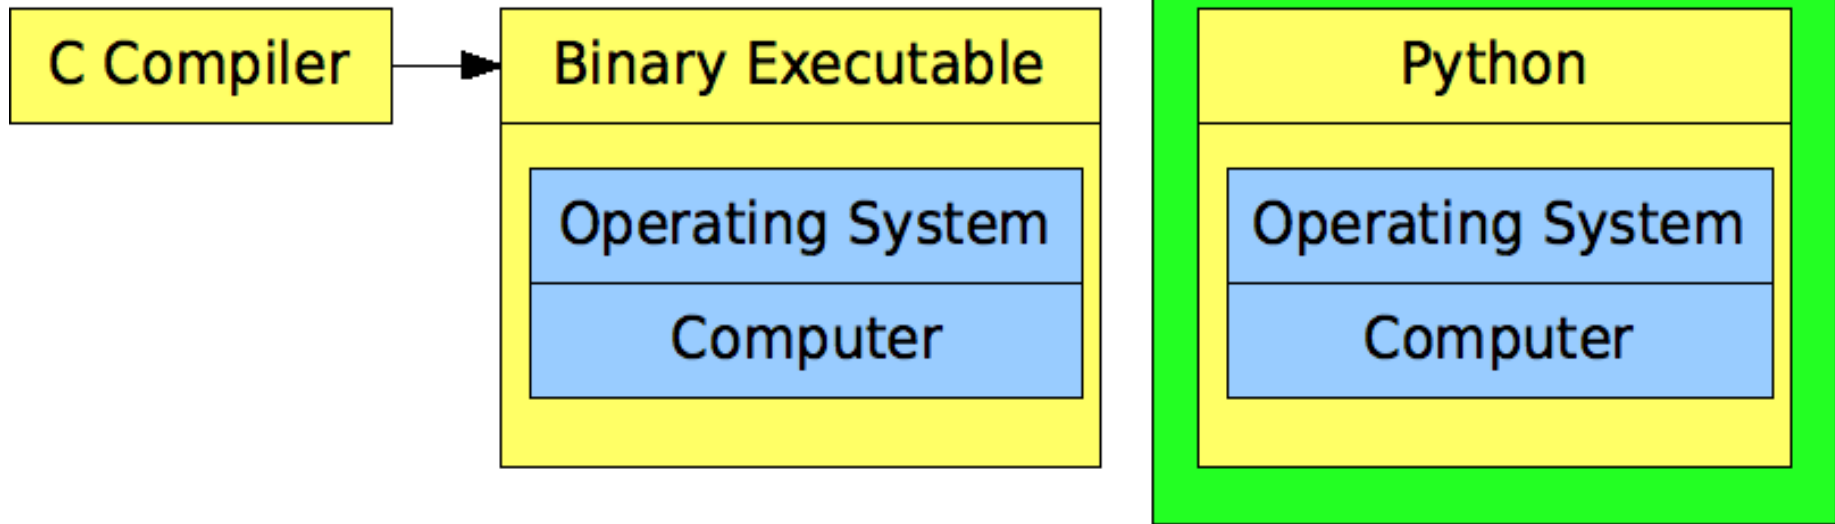 C Compiler
Binary Executable
Operating System
Computer
Python
Operating System
Computer